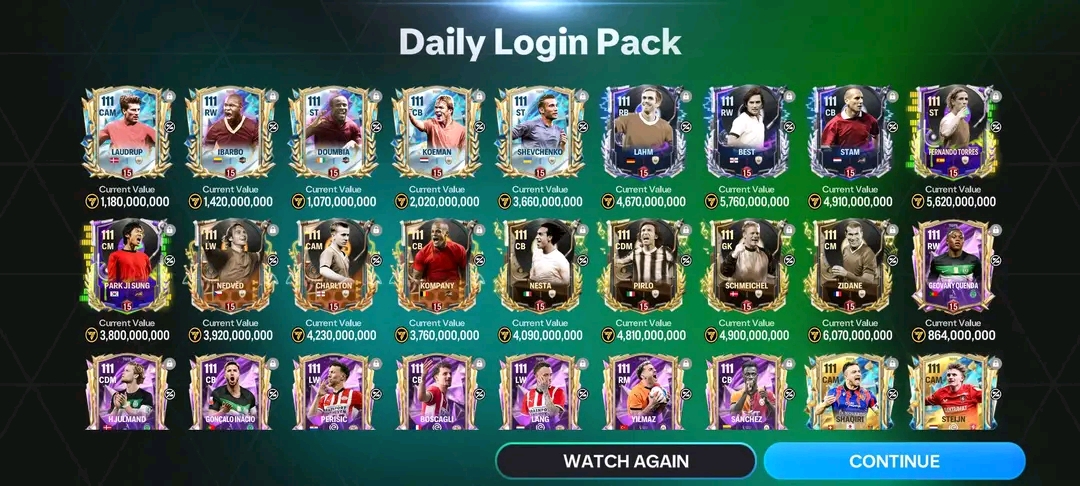 Daily Login Pack
111 111 111 111 111 111 111 111 111
CAM RW ST CB ST RB RW CB ST
LAUDRUP IBARBO DOUMBIA KOEMAN SHEVCHENKO LAHM BEST STAM FERNANDO TORRES
15 15 15 15 15 15 15 15 15
Current Value Current Value Current Value Current Value Current Value Current Value Current Value Current Value Current Value
1,180,000,000 1,420,000,000 1,070,000,000 2,020,000,000 3,660,000,000 4,670,000,000 5,760,000,000 4,910,000,000 5,620,000,000
111 111 111 111 111 111 111 111 111
CM LW CAM CB CB CDM GK CM RW
PARK JI SUNG NEDVĚD CHARLTON KOMPANY NESTA PIRLO SCHMEICHEL ZIDANE GEOVANY QUENDA
15 15 15 15 15 15 15 15 15
Current Value Current Value Current Value Current Value Current Value Current Value Current Value Current Value Current Value
3,800,000,000 3,920,000,000 4,230,000,000 3,760,000,000 4,090,000,000 4,810,000,000 4,900,000,000 6,070,000,000 864,000,000
111 111 111 111 111 111 111 111 111
CDM CB LW CB LW RM CB CAM CAM
HJULMAND GONÇALO INÁCIO PERIŠIĆ BOSCAGLI LANG YILMAZ SÁNCHEZ SHAQIRI STEIJN
WATCH AGAIN
CONTINUE